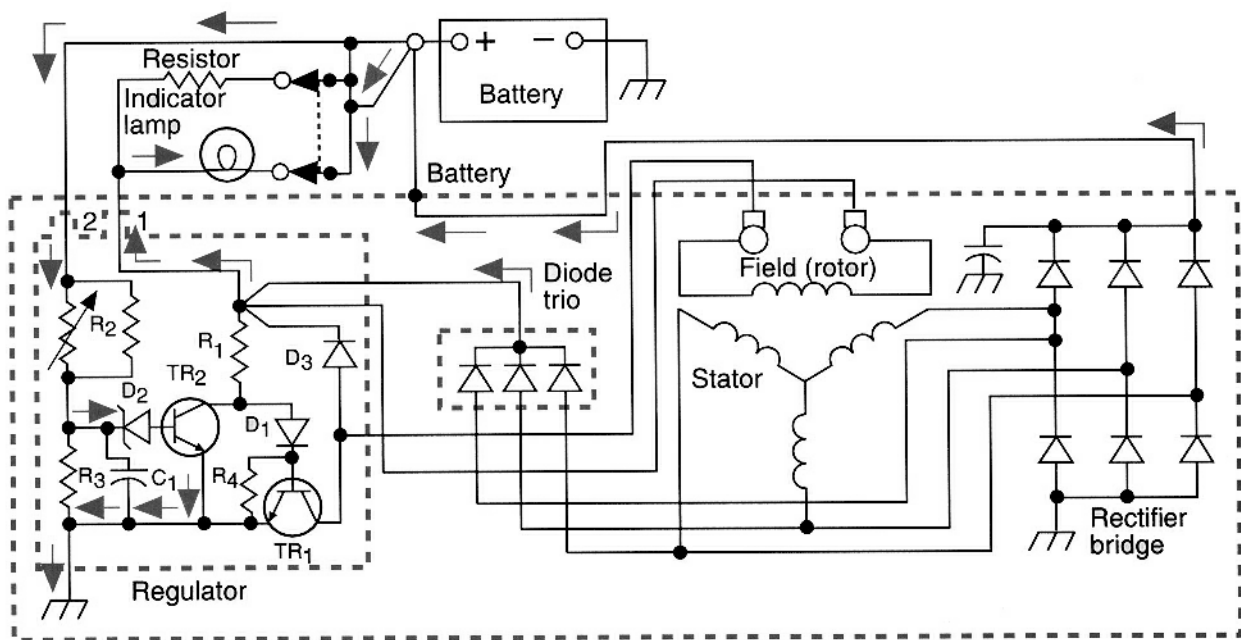 Resistor
Indicator
lamp
+ −
Battery
Battery
2 1
Diode
trio
Field (rotor)
R2
R1
D3
TR2
D2
D1
Stator
R3
C1
R4
TR1
Rectifier
bridge
Regulator